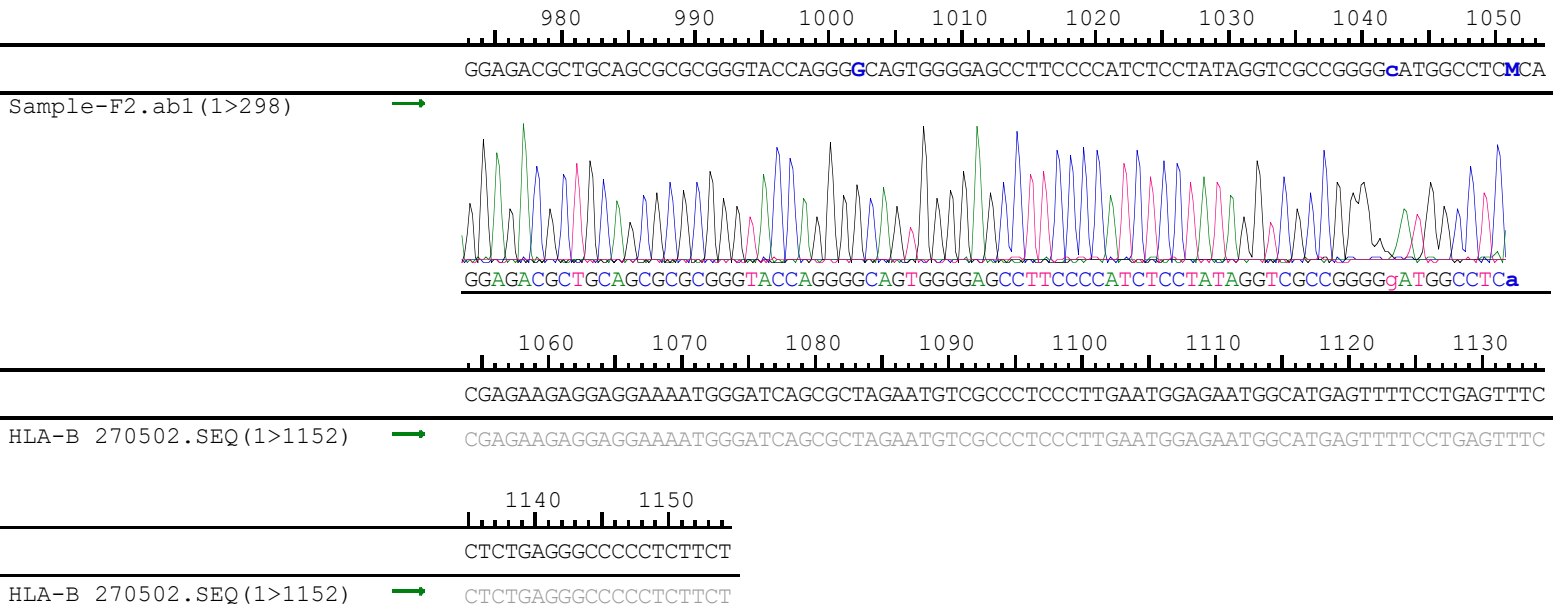 980 990 1000 1010 1020 1030 1040 1050
GGAGACGCTGCAGCGCGCGGGTACCAGGGGCAGTGGGGAGCCTTCCCCATCTCCTATAGGTCGCCGGGGcATGGCCTCMCA
Sample-F2.ab1(1>298)
GGAGACGCTGCAGCGCGCGGGTACCAGGGGCAGTGGGGAGCCTTCCCCATCTCCTATAGGTCGCCGGGGgATGGCCTCa
1060 1070 1080 1090 1100 1110 1120 1130
CGAGAAGAGGAGGAAAATGGGATCAGCGCTAGAATGTCGCCCTCCCTTGAATGGAGAATGGCATGAGTTTTCCTGAGTTTC
HLA-B 270502.SEQ(1>1152) CGAGAAGAGGAGGAAAATGGGATCAGCGCTAGAATGTCGCCCTCCCTTGAATGGAGAATGGCATGAGTTTTCCTGAGTTTC
1140 1150
CTCTGAGGGCCCCCTCTTCT
HLA-B 270502.SEQ(1>1152) CTCTGAGGGCCCCCTCTTCT